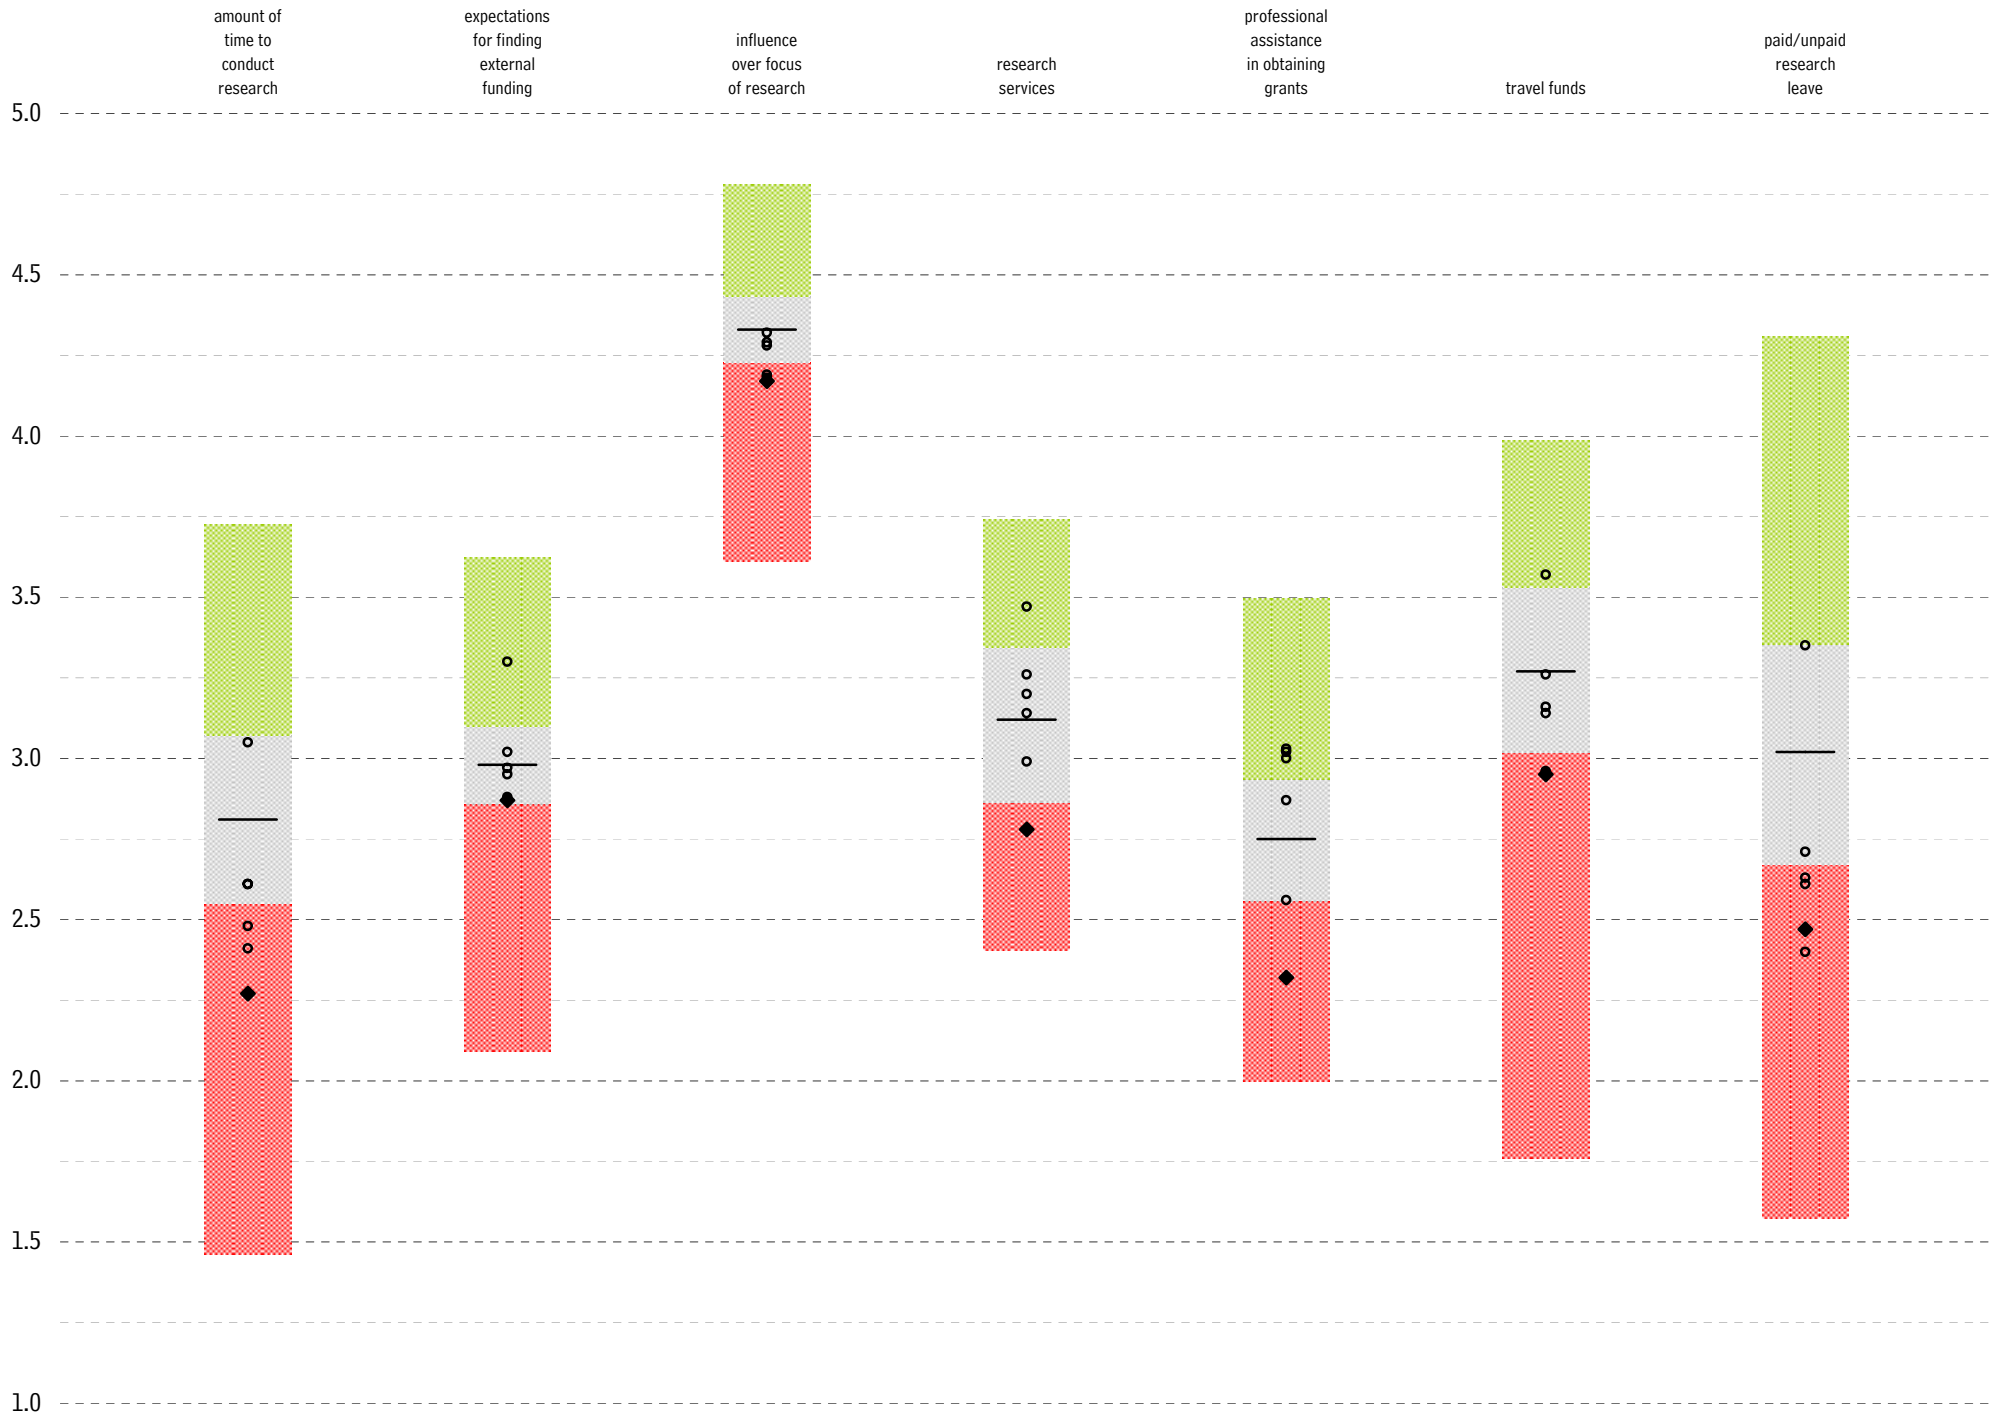 amount of
time to
conduct
research
expectations
for finding
external
funding
influence
over focus
of research
research
services
professional
assistance
in obtaining
grants
travel funds
paid/unpaid
research
leave
5.0
4.5
4.0
3.5
3.0
2.5
2.0
1.5
1.0